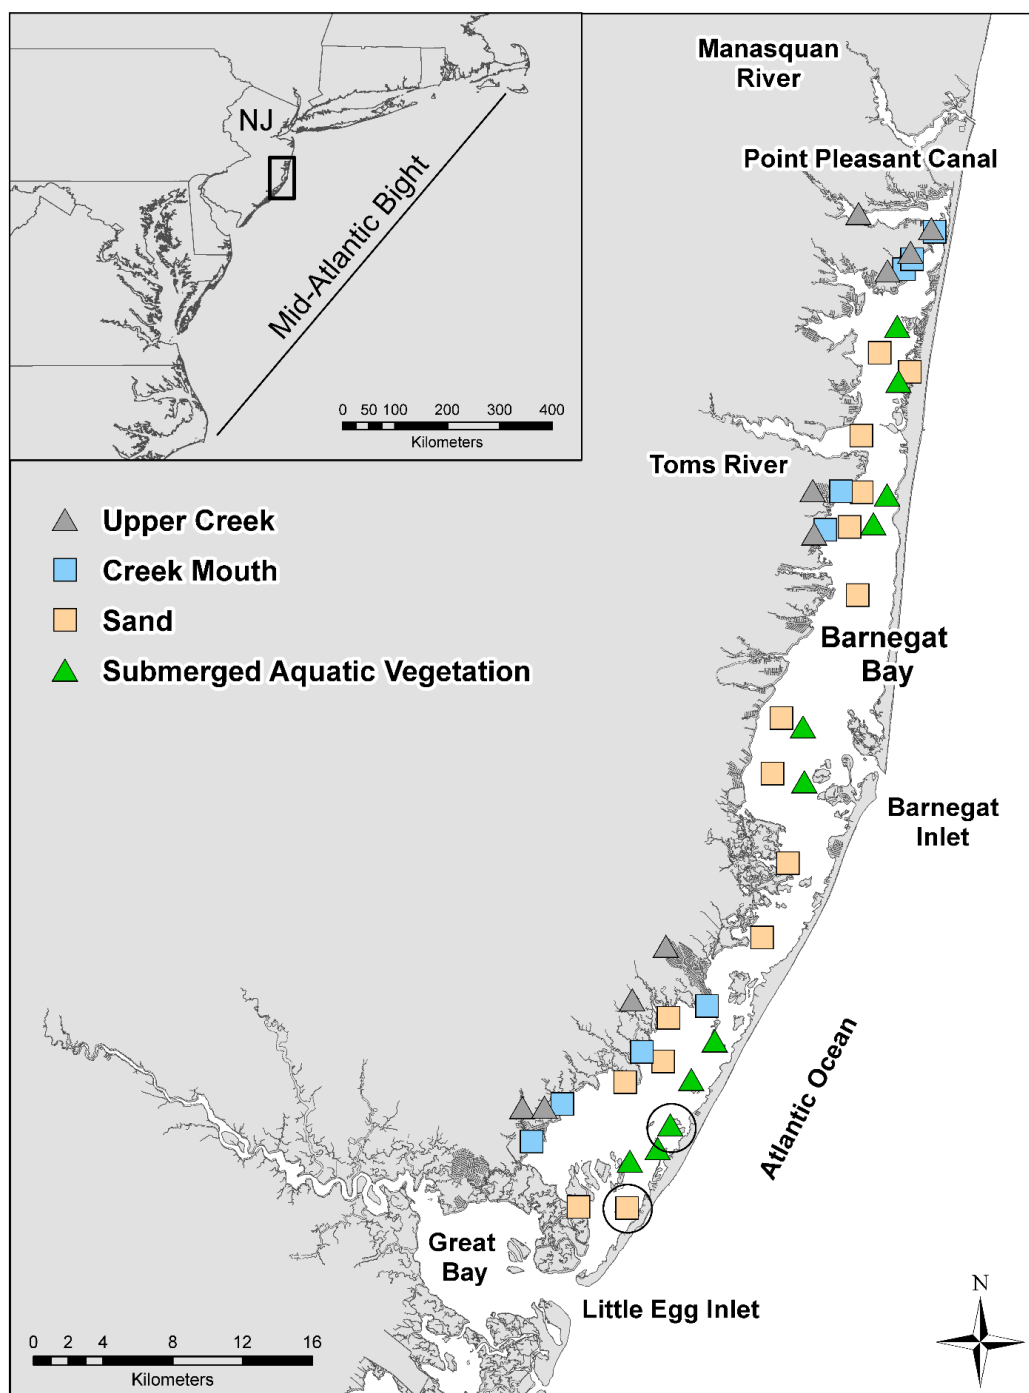 NJ
Mid-Atlantic Bight
0 50 100 200 300 400
Kilometers
Manasquan
River
Point Pleasant Canal
Toms River
Upper Creek
Creek Mouth
Sand
Submerged Aquatic Vegetation
Barnegat
Bay
Barnegat
Inlet
Atlantic Ocean
Great
Bay
Little Egg Inlet
N
0 2 4 8 12 16
Kilometers